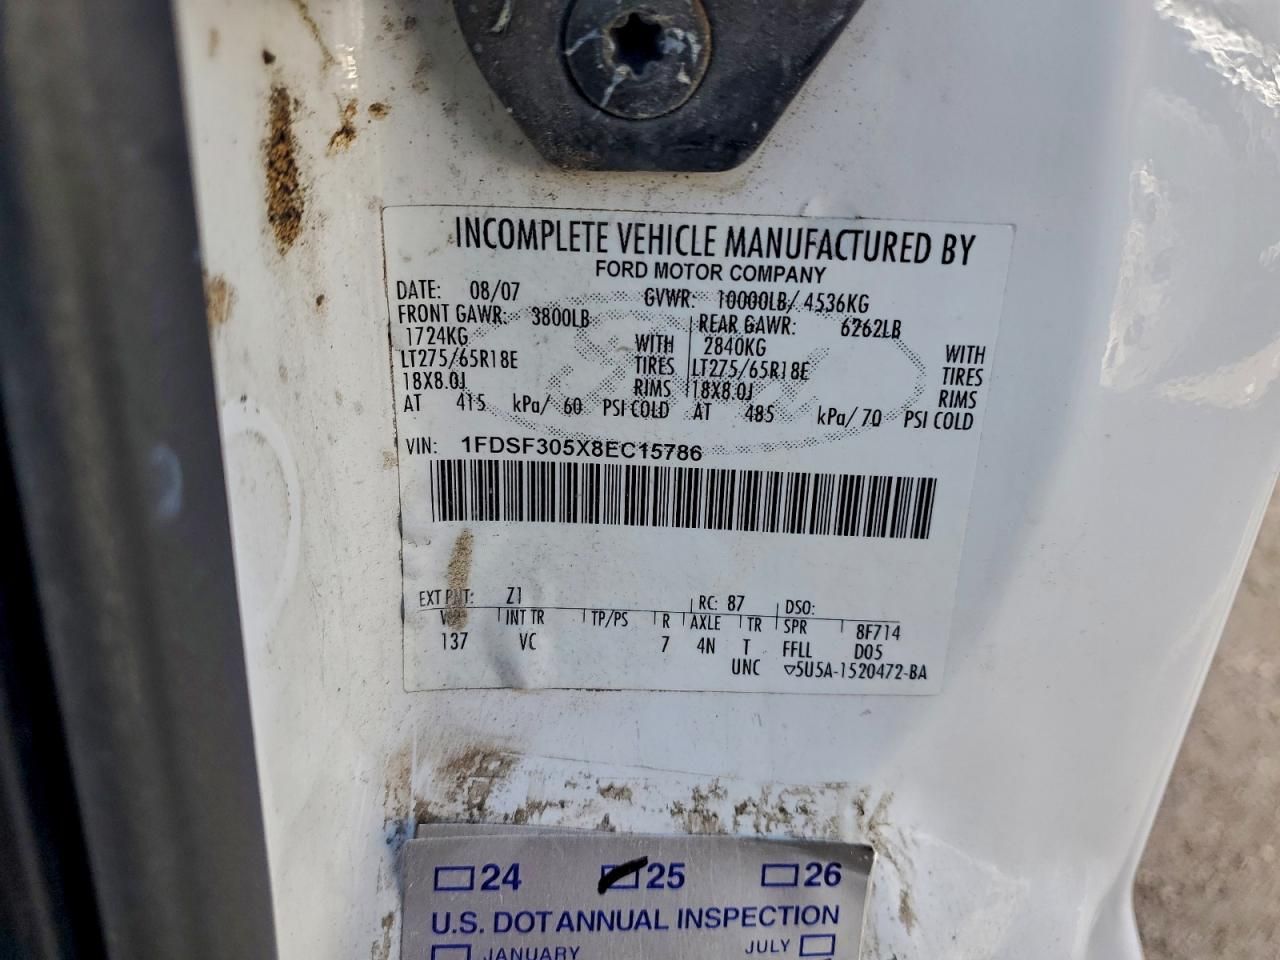 INCOMPLETE VEHICLE MANUFACTURED BY
FORD MOTOR COMPANY
DATE: 08/07 GVWR: 10000LB/ 4536KG
FRONT GAWR: 3800LB REAR GAWR: 6262LB
1724KG WITH 2840KG WITH
LT275/65R18E TIRES LT275/65R18E TIRES
18X8.0J RIMS 18X8.0J RIMS
AT 415 kPa/ 60 PSI COLD AT 485 kPa/ 70 PSI COLD
VIN: 1FDSF305X8EC15786
EXT PNT: Z1 RC: 87 DSO:
WB INT TR TP/PS R AXLE TR SPR 8F714
137 VC 7 4N T FFLL D05
UNC ▽5U5A-1520472-BA
24 25 26
U.S. DOT ANNUAL INSPECTION
JANUARY JULY